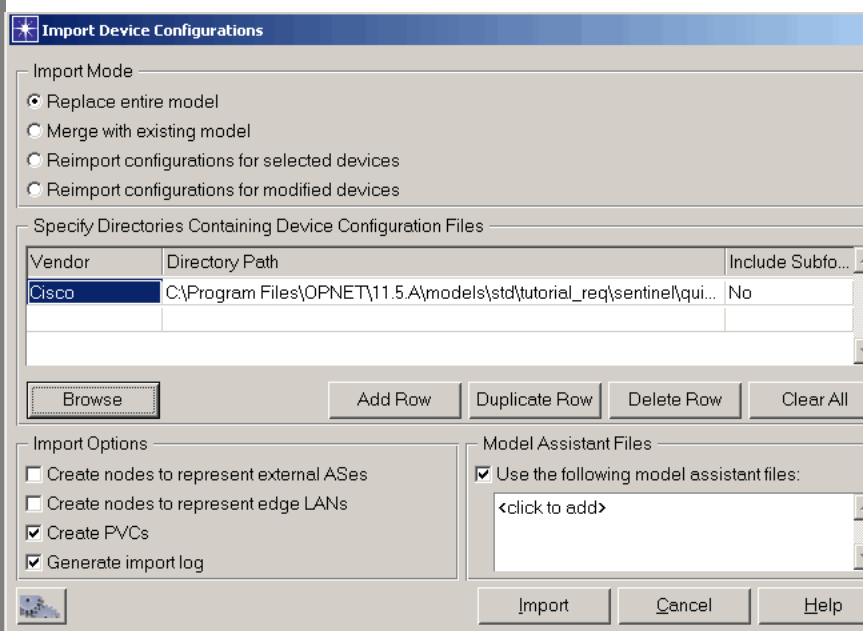 Import Device Configurations
Import Mode
Replace entire model
Merge with existing model
Reimport configurations for selected devices
Reimport configurations for modified devices
Specify Directories Containing Device Configuration Files
Vendor Directory Path Include Subfo...
Cisco C:\Program Files\OPNET\11.5.A\models\std\tutorial_req\sentinel\qui... No
Browse Add Row Duplicate Row Delete Row Clear All
Import Options
Create nodes to represent external ASes
Create nodes to represent edge LANs
Create PVCs
Generate import log
Model Assistant Files
Use the following model assistant files:
<click to add>
Import Cancel Help